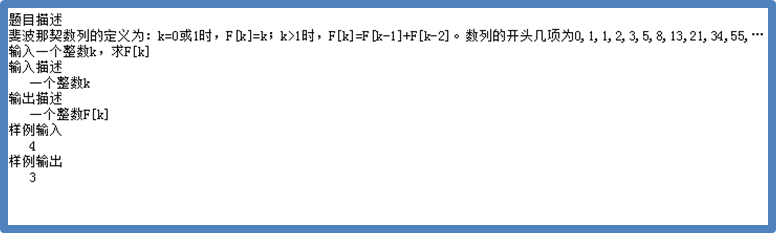 题目描述
斐波那契数列的定义为：k=0或1时，F[k]=k；k>1时，F[k]=F[k-1]+F[k-2]。数列的开头几项为0,1,1,2,3,5,8,13,21,34,55,…
输入一个整数k，求F[k]
输入描述
一个整数k
输出描述
一个整数F[k]
样例输入
4
样例输出
3